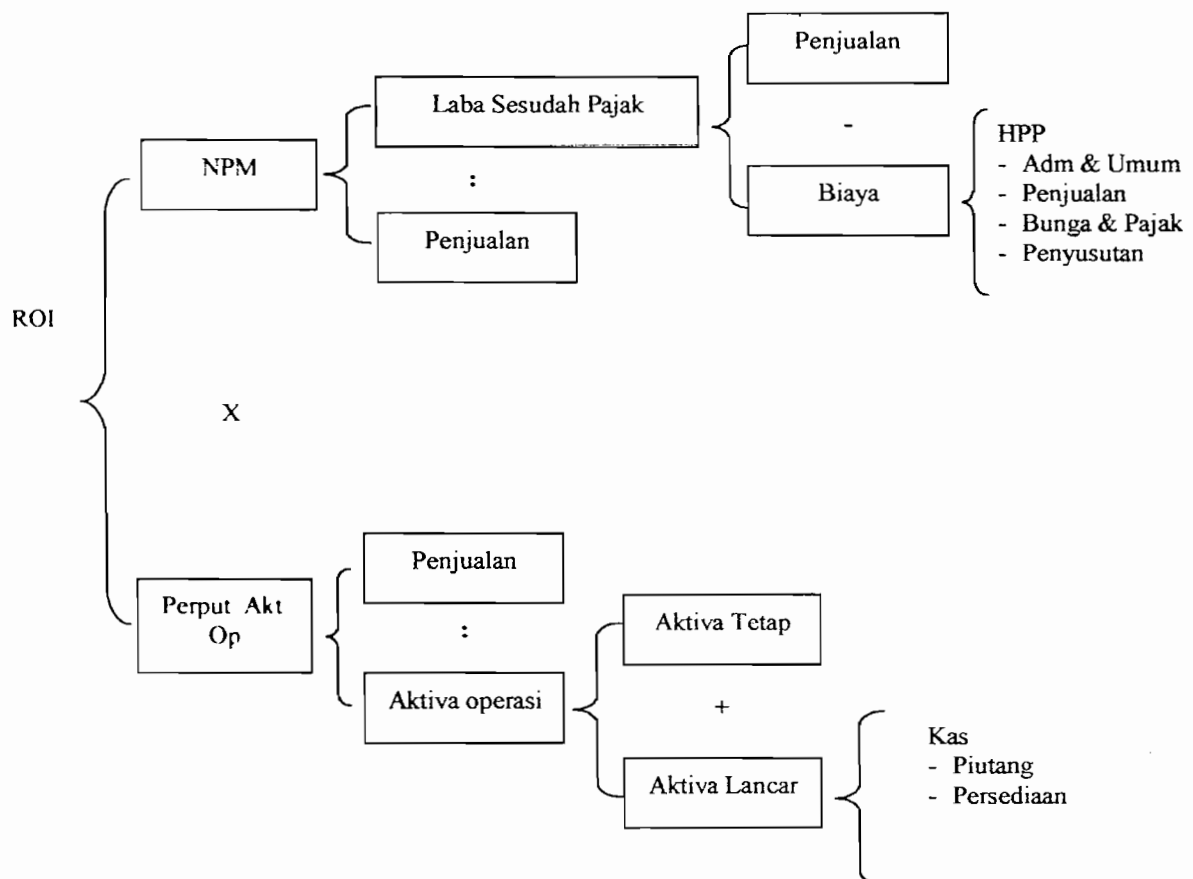 Penjualan
Laba Sesudah Pajak
-
HPP
- Adm & Umum
NPM
:
Biaya
- Penjualan
- Bunga & Pajak
Penjualan
- Penyusutan
ROI
X
Penjualan
Perput Akt
Op
:
Aktiva Tetap
Aktiva operasi
+
Kas
- Piutang
Aktiva Lancar
- Persediaan